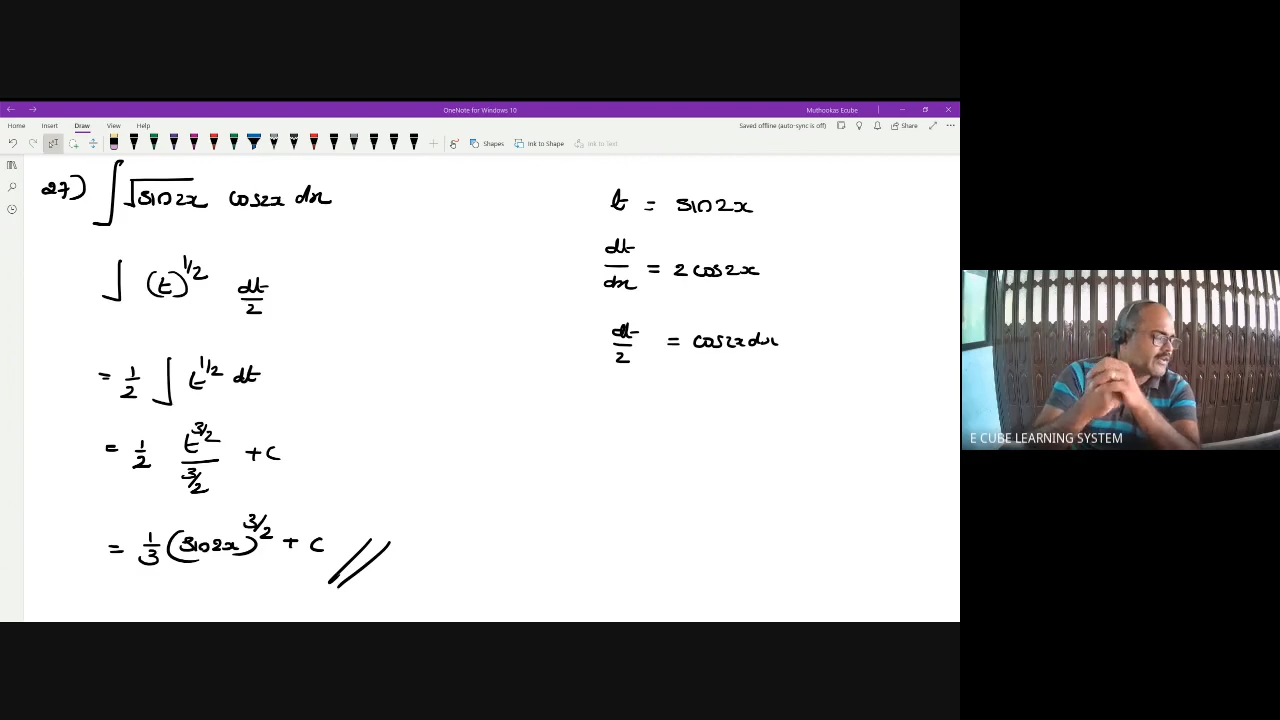 OneNote for Windows 10
Muthookas Ecube
Home Insert Draw View Help
Saved offline (auto-sync is off)
Share
Shapes
Ink to Shape
Ink to Text
27) ∫ √sin2x cos2x dx
∫ (t)^1/2 dt/2
= 1/2 ∫ t^1/2 dt
= 1/2 t^3/2 / 3/2 + c
= 1/3 (sin2x)^3/2 + c //
t = sin2x
dt/dx = 2 cos2x
dt/2 = cos2x dx
E CUBE LEARNING SYSTEM